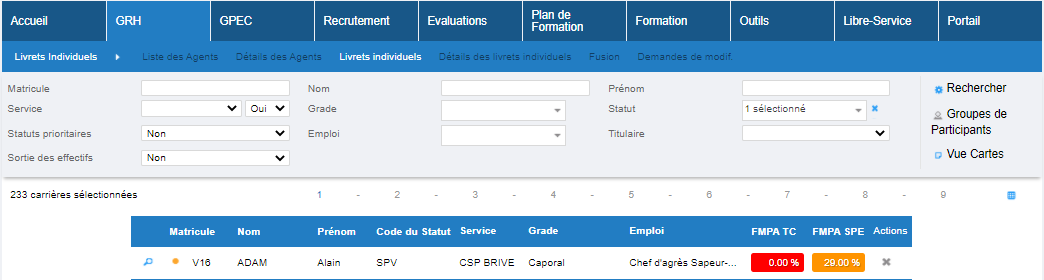 Accueil GRH GPEC Recrutement Evaluations Plan de Formation Formation Outils Libre-Service Portail
Livrets Individuels Liste des Agents Détails des Agents Livrets individuels Détails des livrets individuels Fusion Demandes de modif.
Matricule Nom Prénom Rechercher
Service Oui Grade Statut 1 sélectionné
Groupes de Participants
Statuts prioritaires Non Emploi Titulaire
Sortie des effectifs Non Vue Cartes
233 carrières sélectionnées 1 - 2 - 3 - 4 - 5 - 6 - 7 - 8 - 9
Matricule Nom Prénom Code du Statut Service Grade Emploi FMPA TC FMPA SPE Actions
V16 ADAM Alain SPV CSP BRIVE Caporal Chef d'agrès Sapeur-... 0.00 % 29.00 %